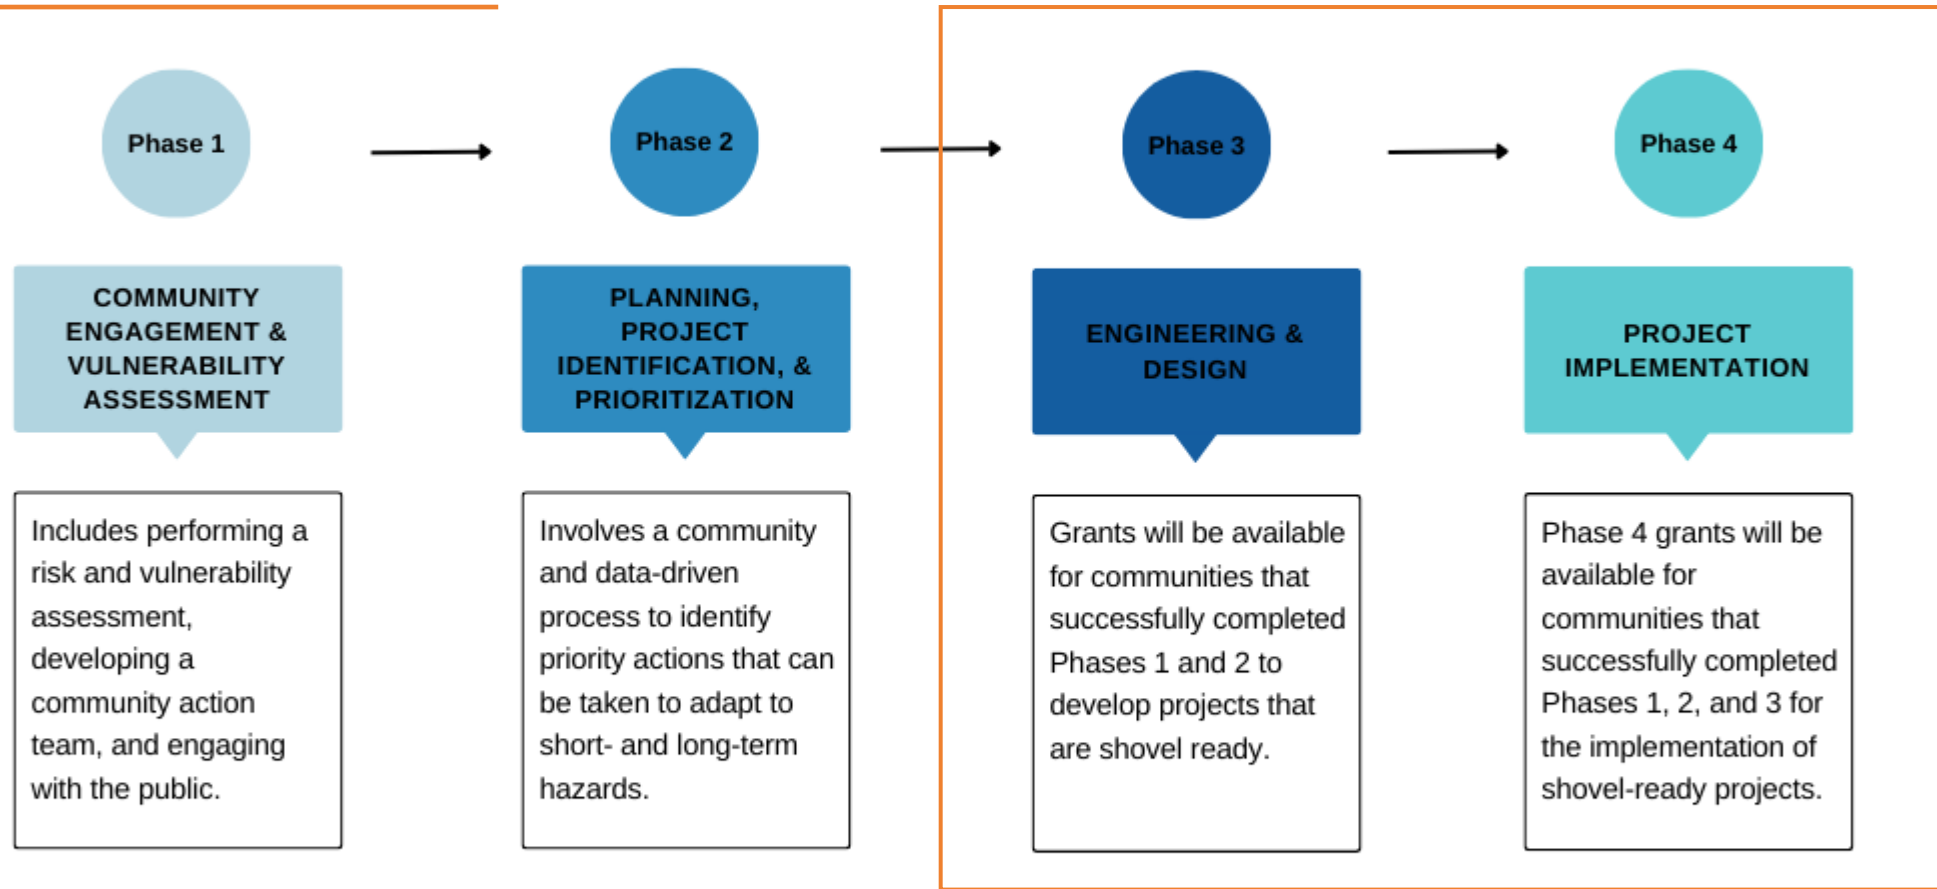 Phase 1
Phase 2
Phase 3
Phase 4
COMMUNITY
ENGAGEMENT &
VULNERABILITY
ASSESSMENT
PLANNING,
PROJECT
IDENTIFICATION, &
PRIORITIZATION
ENGINEERING &
DESIGN
PROJECT
IMPLEMENTATION
Includes performing a
risk and vulnerability
assessment,
developing a
community action
team, and engaging
with the public.
Involves a community
and data-driven
process to identify
priority actions that can
be taken to adapt to
short- and long-term
hazards.
Grants will be available
for communities that
successfully completed
Phases 1 and 2 to
develop projects that
are shovel ready.
Phase 4 grants will be
available for
communities that
successfully completed
Phases 1, 2, and 3 for
the implementation of
shovel-ready projects.